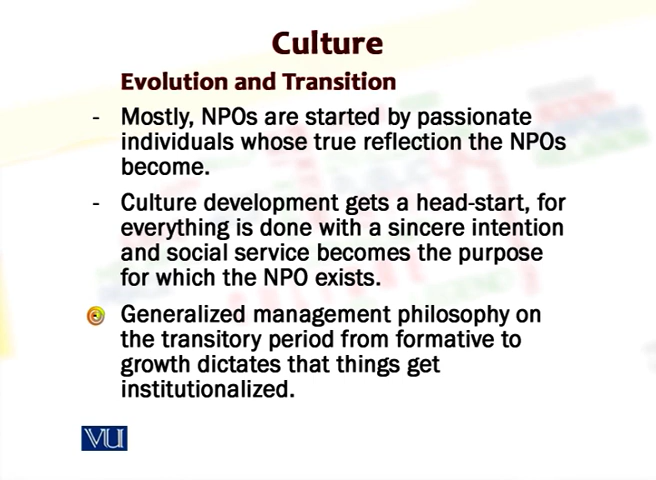 Culture
Evolution and Transition
- Mostly, NPOs are started by passionate
individuals whose true reflection the NPOs
become.
- Culture development gets a head-start, for
everything is done with a sincere intention
and social service becomes the purpose
for which the NPO exists.
Generalized management philosophy on
the transitory period from formative to
growth dictates that things get
institutionalized.
VU